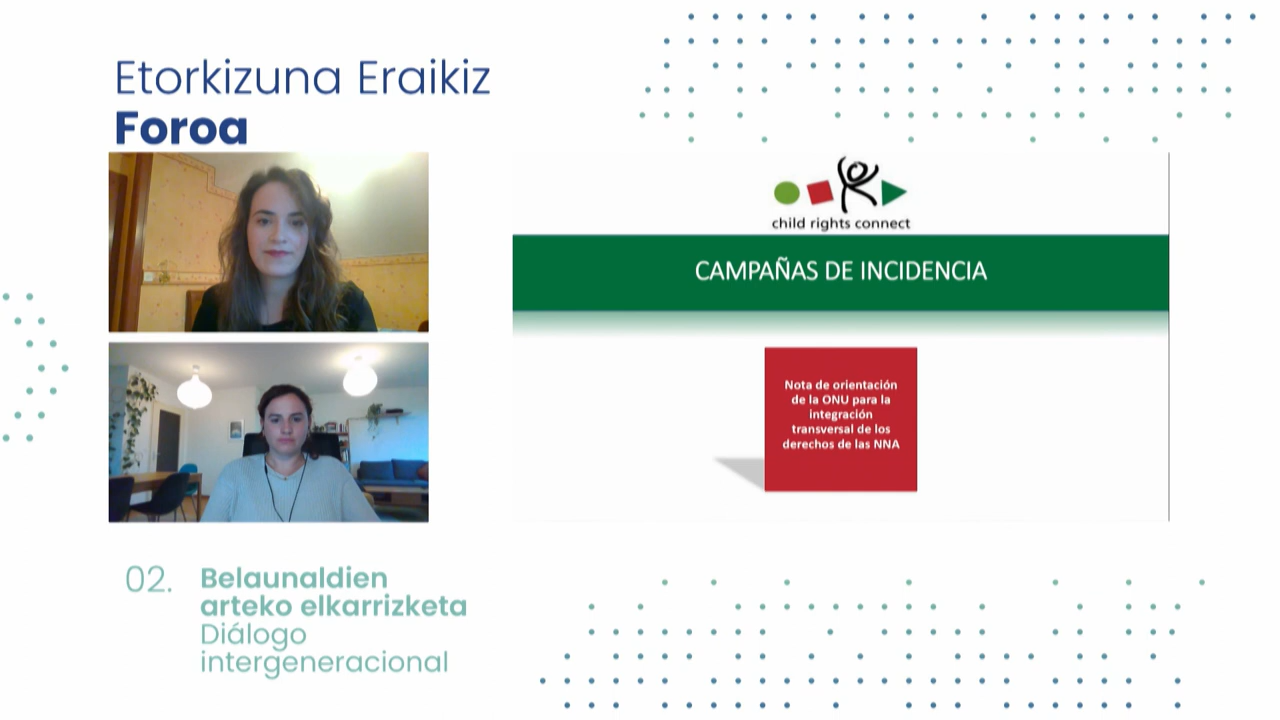 Etorkizuna Eraikiz
Foroa
child rights connect
CAMPAÑAS DE INCIDENCIA
Nota de orientación
de la ONU para la
integración
transversal de los
derechos de las NNA
02.
Belaunaldien
arteko elkarrizketa
Diálogo
intergeneracional